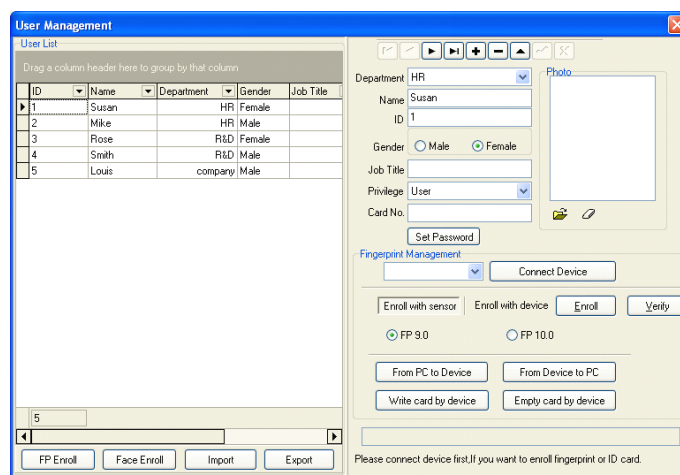 User Management
User List
Drag a column header here to group by that column
ID Name Department Gender Job Title
1 Susan HR Female
2 Mike HR Male
3 Rose R&D Female
4 Smith R&D Male
5 Louis company Male
5
FP Enroll Face Enroll Import Export
Department HR
Name Susan
ID 1
Gender Male Female
Job Title
Privilege User
Card No.
Set Password
Photo
Fingerprint Management
Connect Device
Enroll with sensor Enroll with device Enroll Verify
FP 9.0 FP 10.0
From PC to Device From Device to PC
Write card by device Empty card by device
Please connect device first,If you want to enroll fingerprint or ID card.